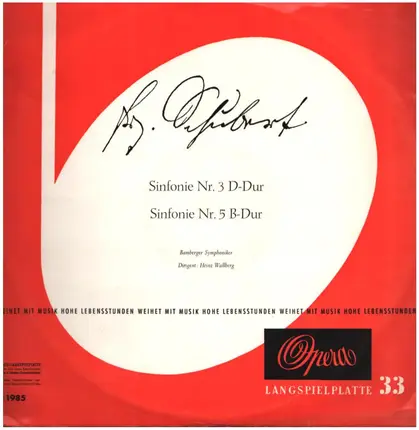 Fr. Schubert
Sinfonie Nr. 3 D-Dur
Sinfonie Nr. 5 B-Dur
Bamberger Symphoniker
Dirigent: Heinz Wallberg
WEIHET MIT MUSIK HOHE LEBENSSTUNDEN WEIHET MIT MUSIK HOHE LEBENSSTUNDEN WEIHET MIT MUSIK HOHE LEBENSSTUNDEN
Opera
LANGSPIELPLATTE 33
1985